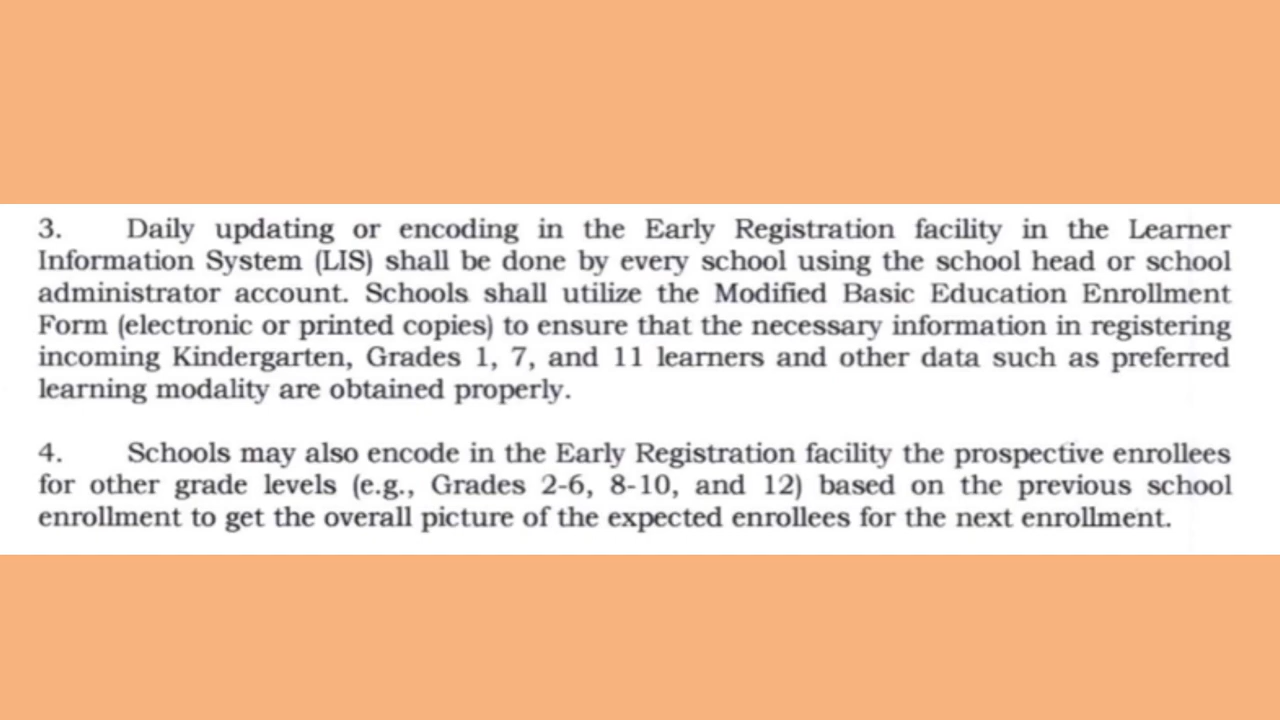 3. Daily updating or encoding in the Early Registration facility in the Learner
Information System (LIS) shall be done by every school using the school head or school
administrator account. Schools shall utilize the Modified Basic Education Enrollment
Form (electronic or printed copies) to ensure that the necessary information in registering
incoming Kindergarten, Grades 1, 7, and 11 learners and other data such as preferred
learning modality are obtained properly.
4. Schools may also encode in the Early Registration facility the prospective enrollees
for other grade levels (e.g., Grades 2-6, 8-10, and 12) based on the previous school
enrollment to get the overall picture of the expected enrollees for the next enrollment.